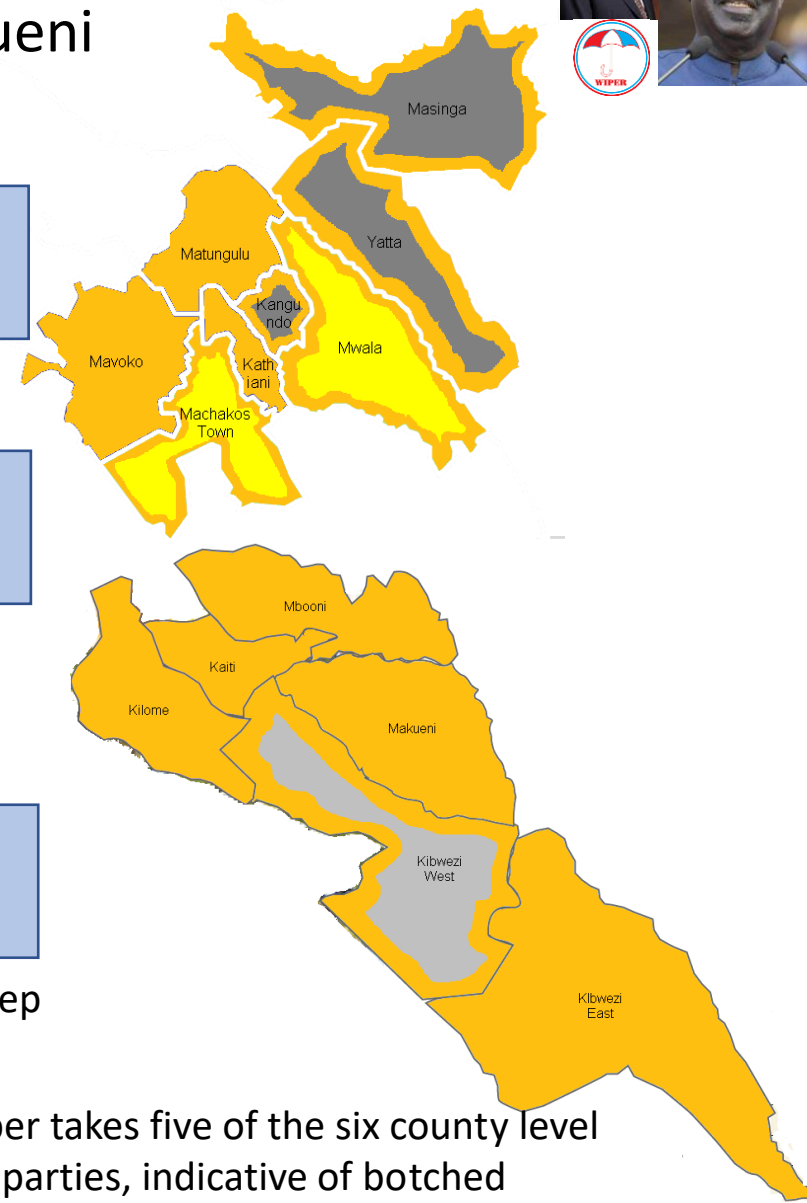 ueni
WIPER
Masinga
Yatta
Matungulu
Kangu
ndo
Mwala
Mavoko
Kath
iani
Machakos
Town
Mbooni
Kaiti
Kilome
Makueni
Kibwezi
West
KIbwezi
East
ep
per takes five of the six county level
parties, indicative of botched